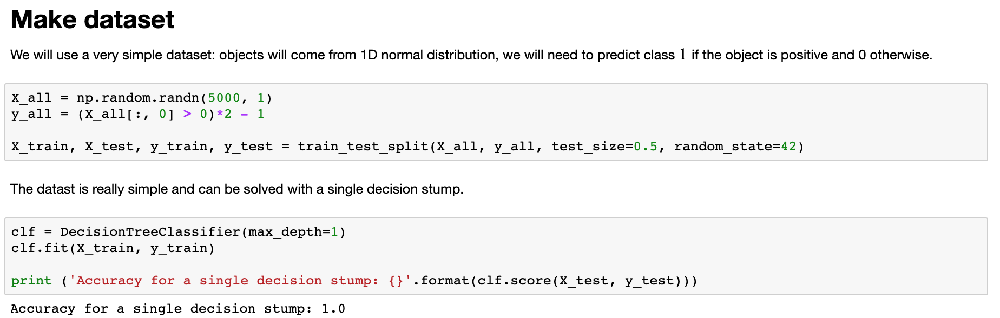 Make dataset
We will use a very simple dataset: objects will come from 1D normal distribution, we will need to predict class 1 if the object is positive and 0 otherwise.
X_all = np.random.randn(5000, 1)
y_all = (X_all[:, 0] > 0)*2 - 1
X_train, X_test, y_train, y_test = train_test_split(X_all, y_all, test_size=0.5, random_state=42)
The datast is really simple and can be solved with a single decision stump.
clf = DecisionTreeClassifier(max_depth=1)
clf.fit(X_train, y_train)
print ('Accuracy for a single decision stump: {}'.format(clf.score(X_test, y_test)))
Accuracy for a single decision stump: 1.0